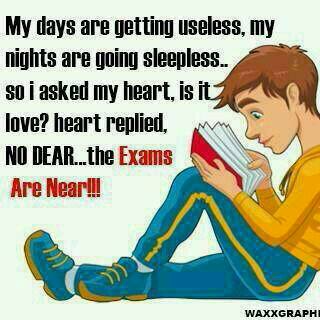 My days are getting useless, my
nights are going sleepless..
so i asked my heart, is it
love? heart replied,
NO DEAR...the Exams
Are Near!!!
WAXXGRAPHI